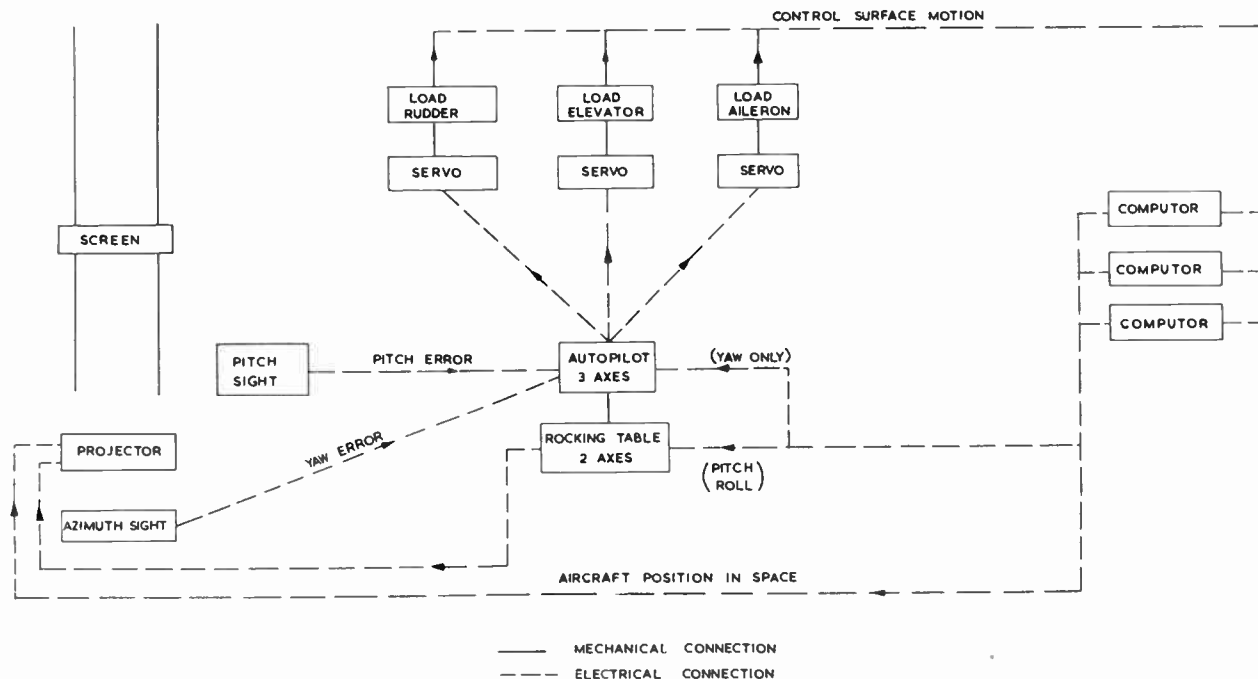 CONTROL SURFACE MOTION
LOAD
RUDDER
LOAD
ELEVATOR
LOAD
AILERON
SERVO
SERVO
SERVO
COMPUTOR
SCREEN
COMPUTOR
COMPUTOR
PITCH
SIGHT
PITCH ERROR
AUTOPILOT
3 AXES
(YAW ONLY)
PROJECTOR
YAW ERROR
ROCKING TABLE
2 AXES
(PITCH
ROLL)
AZIMUTH SIGHT
AIRCRAFT POSITION IN SPACE
MECHANICAL CONNECTION
ELECTRICAL CONNECTION